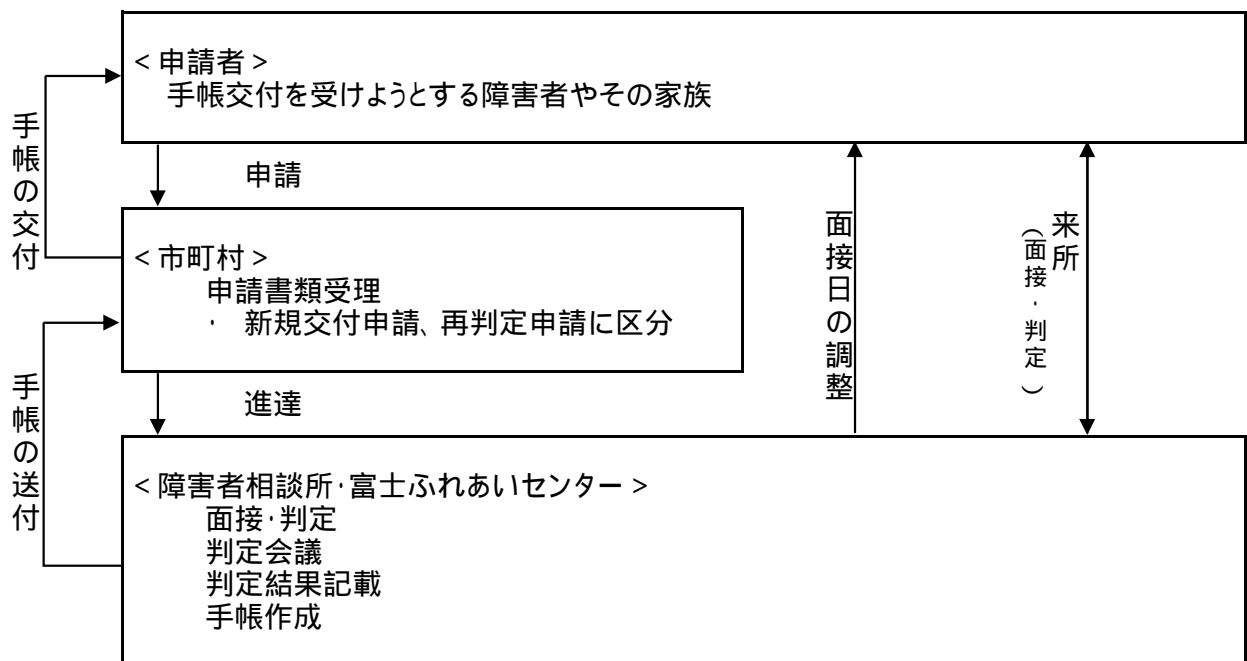 <申請者>
手帳交付を受けようとする障害者やその家族
手帳の交付
申請
<市町村>
申請書類受理
・ 新規交付申請、再判定申請に区分
面接日の調整
来所
(面接・判定)
手帳の送付
進達
<障害者相談所・富士ふれあいセンター>
面接・判定
判定会議
判定結果記載
手帳作成